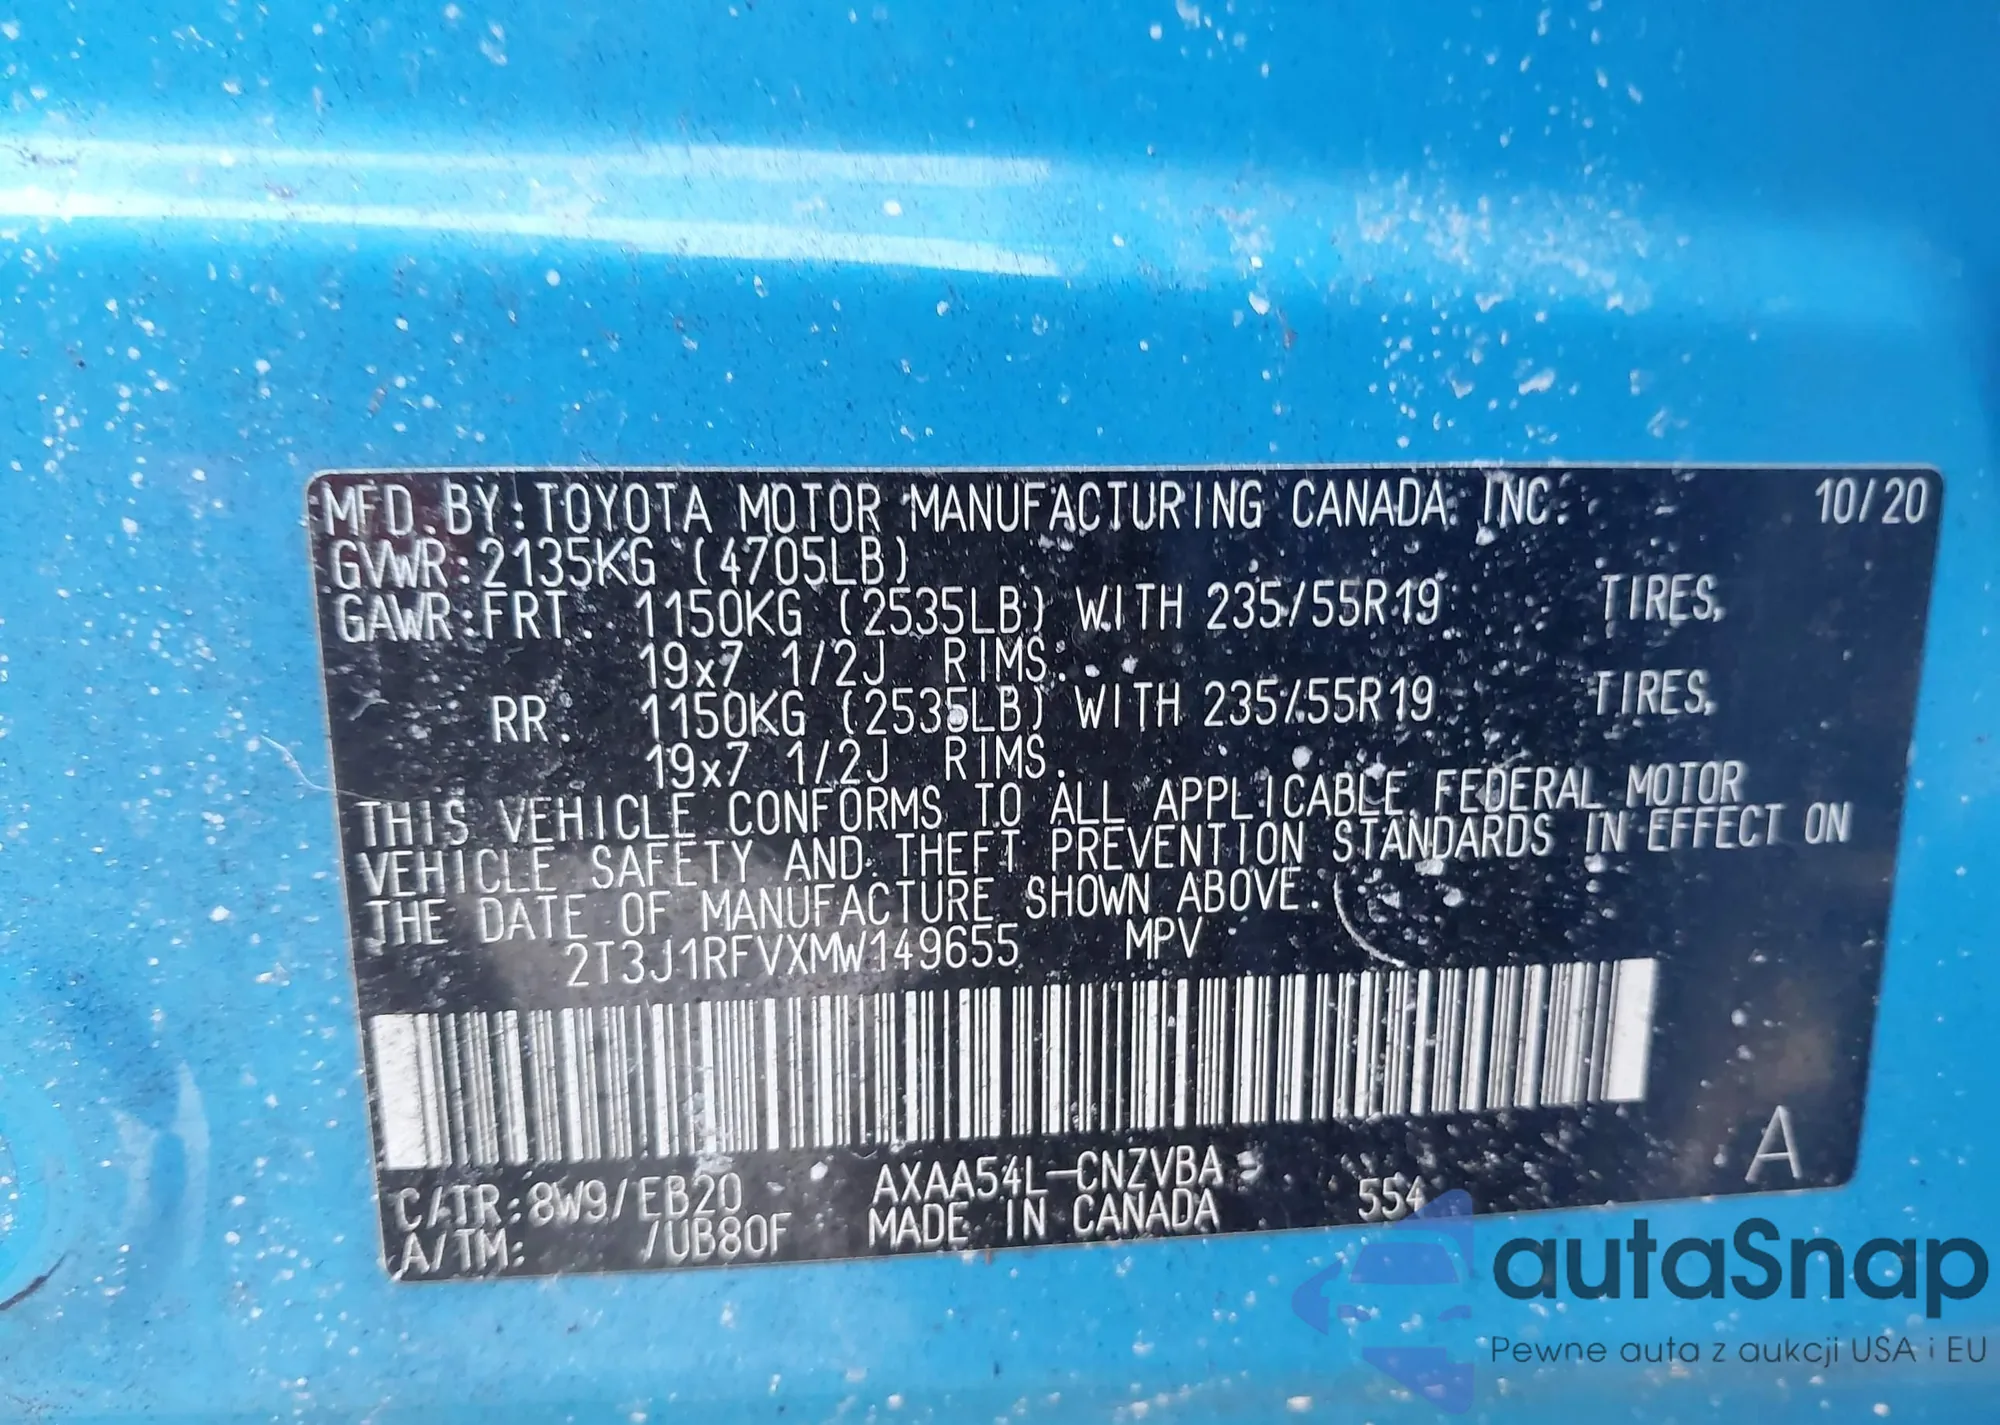 MFD. BY: TOYOTA MOTOR MANUFACTURING CANADA INC. 10/20
GVWR: 2135KG (4705LB)
GAWR: FRT. 1150KG (2535LB) WITH 235/55R19 TIRES,
19x7 1/2J RIMS.
RR. 1150KG (2535LB) WITH 235/55R19 TIRES,
19x7 1/2J RIMS.
THIS VEHICLE CONFORMS TO ALL APPLICABLE FEDERAL MOTOR
VEHICLE SAFETY AND THEFT PREVENTION STANDARDS IN EFFECT ON
THE DATE OF MANUFACTURE SHOWN ABOVE.
2T3J1RFVXMW149655 MPV
C/TR: 8W9/EB20 AXAA54L-CNZVBA 554 A
A/TM: /UB80F MADE IN CANADA
autaSnap
Pewne auta z aukcji USA i EU